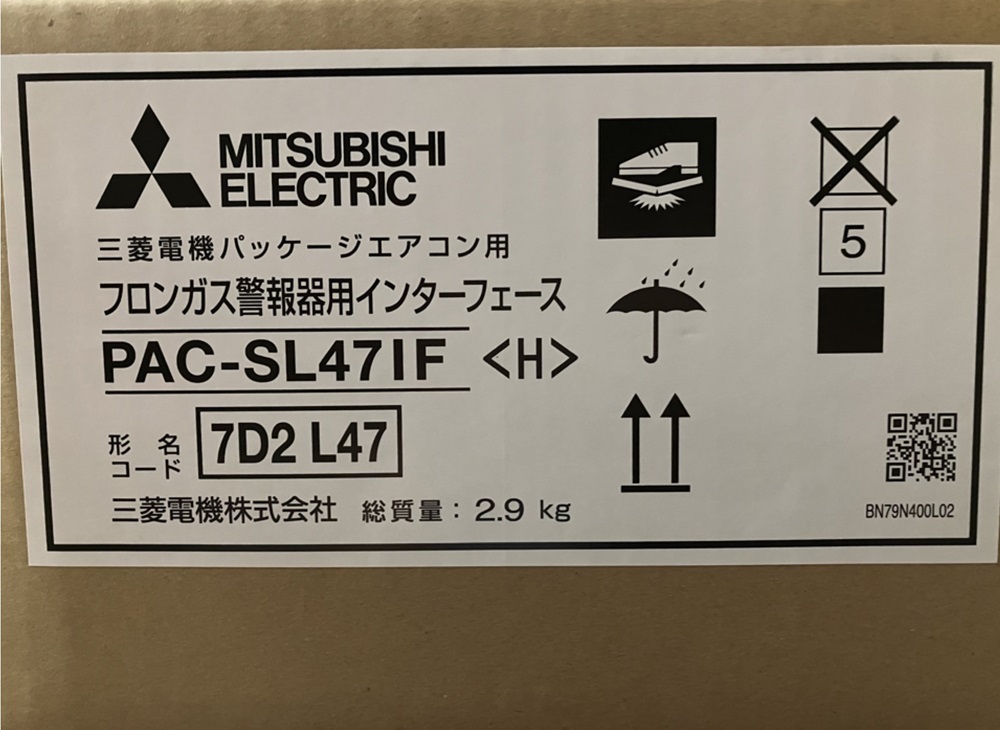 MITSUBISHI
ELECTRIC
三菱電機パッケージエアコン用
フロンガス警報器用インターフェース
PAC-SL47IF <H>
形名
コード
7D2 L47
三菱電機株式会社 総質量: 2.9 kg
5
BN79N400L02